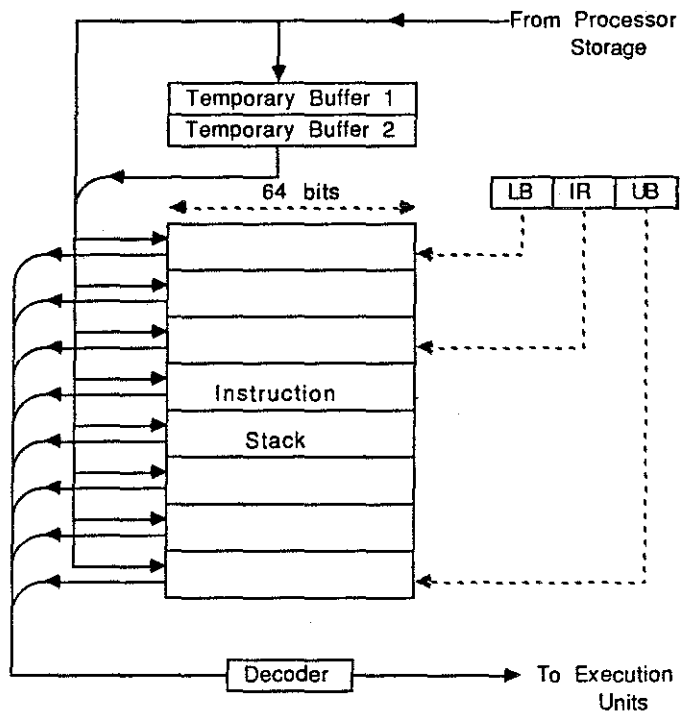 From Processor
Storage
Temporary Buffer 1
Temporary Buffer 2
64 bits
LB IR UB
Instruction
Stack
Decoder
To Execution
Units